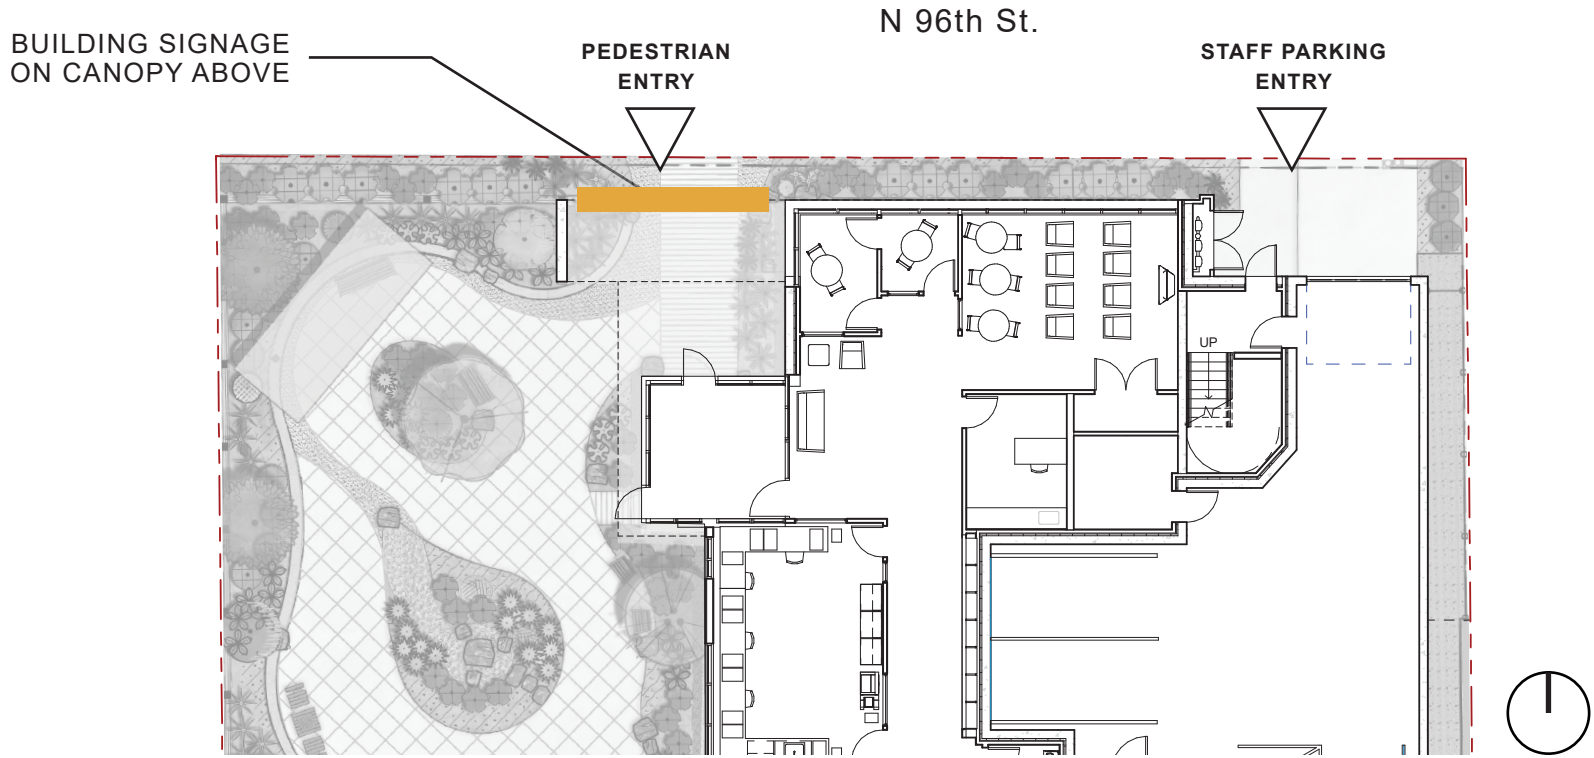 N 96th St.
BUILDING SIGNAGE
ON CANOPY ABOVE
PEDESTRIAN
ENTRY
STAFF PARKING
ENTRY
UP